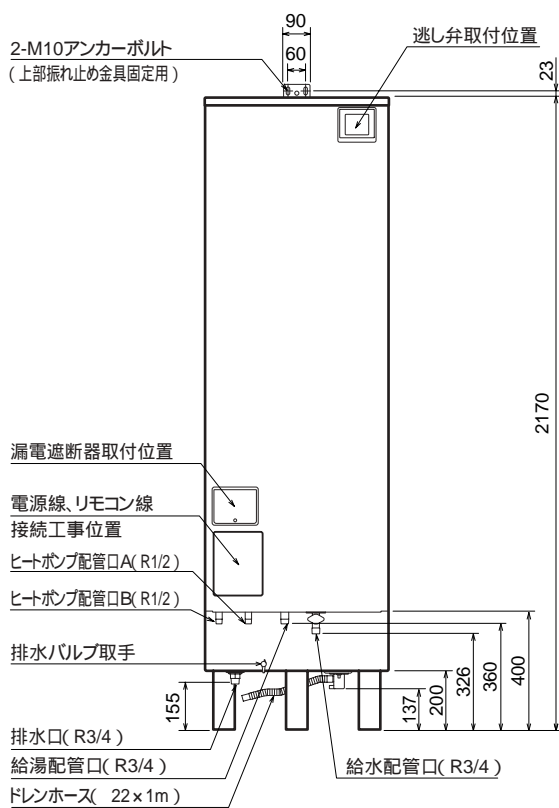 90
2-M10アンカーボルト
(上部振れ止め金具固定用)
60
逃し弁取付位置
23
2170
漏電遮断器取付位置
電源線、リモコン線
接続工事位置
ヒートポンプ配管口A(R1/2)
ヒートポンプ配管口B(R1/2)
排水バルブ取手
155
137
200
326
360
400
排水口(R3/4)
給湯配管口(R3/4)
給水配管口(R3/4)
ドレンホース( 22×1m)